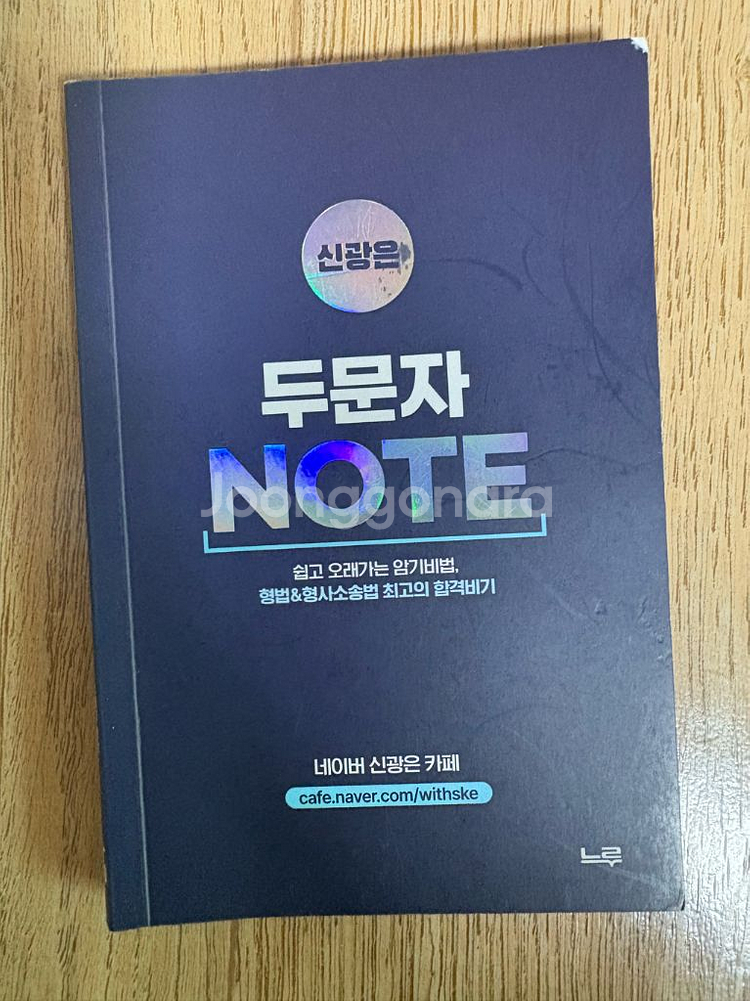 신광은
두문자
NOTE
Joonggonara
쉽고 오래가는 암기비법,
형법&형사소송법 최고의 합격비기
네이버 신광은 카페
cafe.naver.com/withske
느루